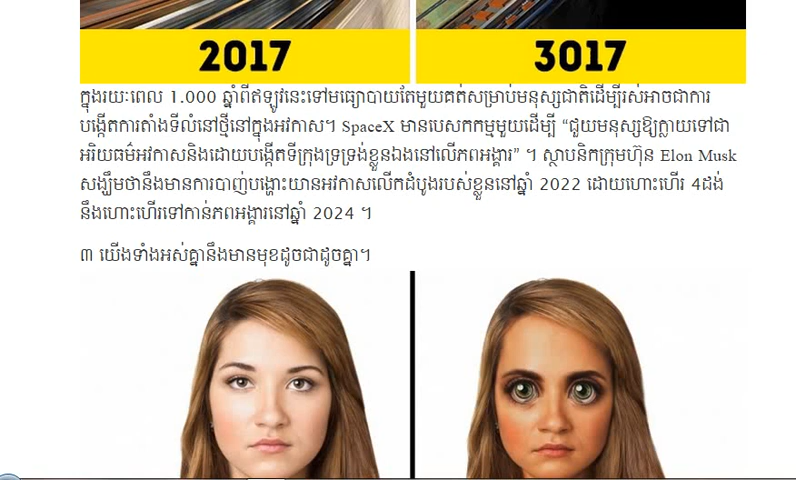 2017
3017
ក្នុងរយៈពេល 1.000 ឆ្នាំពីឥឡូវនេះទៅមធ្យោបាយតែមួយគត់សម្រាប់មនុស្សជាតិដើម្បីរស់អាចជាការ
បង្កើតការតាំងទីលំនៅថ្មីនៅក្នុងអវកាស។ SpaceX មានបេសកកម្មមួយដើម្បី “ជួយមនុស្សឱ្យក្លាយទៅជា
អរិយធម៌អវកាសនិងដោយបង្កើតទីក្រុងទ្រទ្រង់ខ្លួនឯងនៅលើភពអង្គារ” ។ ស្ថាបនិកក្រុមហ៊ុន Elon Musk
សង្ឃឹមថានឹងមានការបាញ់បង្ហោះយានអវកាសលើកដំបូងរបស់ខ្លួននៅឆ្នាំ 2022 ដោយហោះហើរ 4ដង់
នឹងហោះហើរទៅកាន់ភពអង្គារនៅឆ្នាំ 2024 ។
៣ យើងទាំងអស់គ្នានឹងមានមុខដូចជាដូចគ្នា។